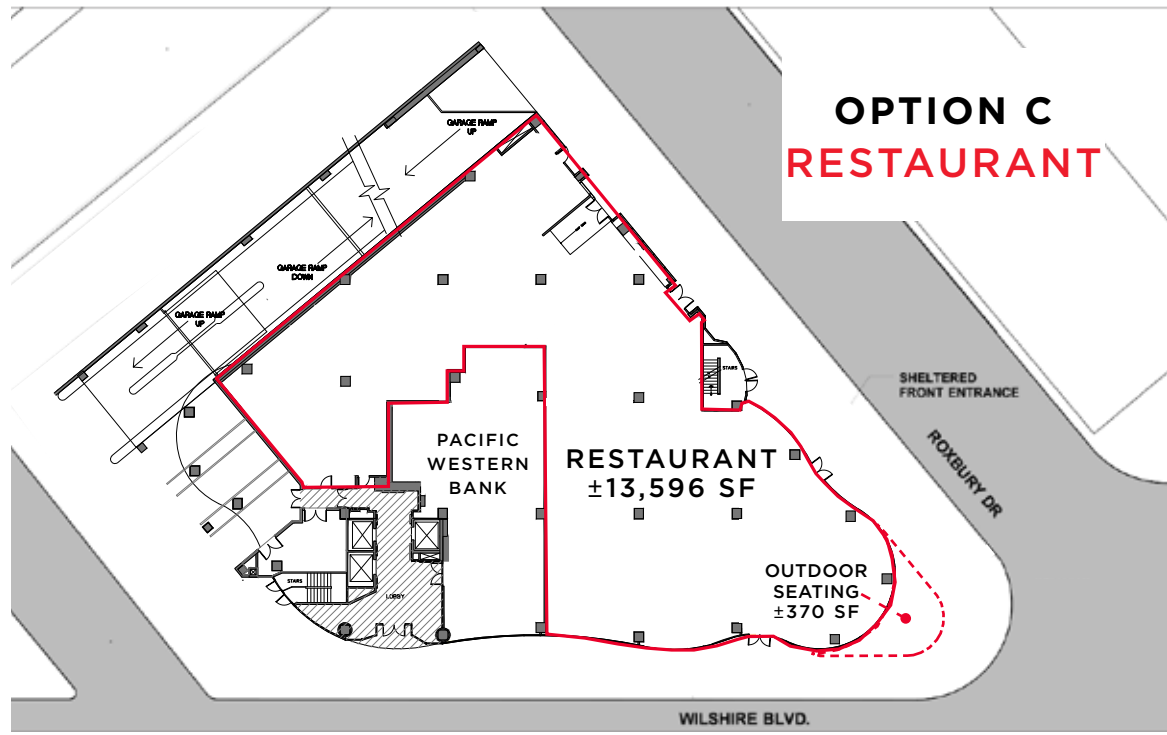 OPTION C
RESTAURANT
GARAGE RAMP
UP
GARAGE RAMP
DOWN
GARAGE RAMP
UP
STAIRS
SHELTERED
FRONT ENTRANCE
ROXBURY DR
PACIFIC
WESTERN
BANK
RESTAURANT
±13,596 SF
OUTDOOR
SEATING
±370 SF
STAIRS
LOBBY
WILSHIRE BLVD.